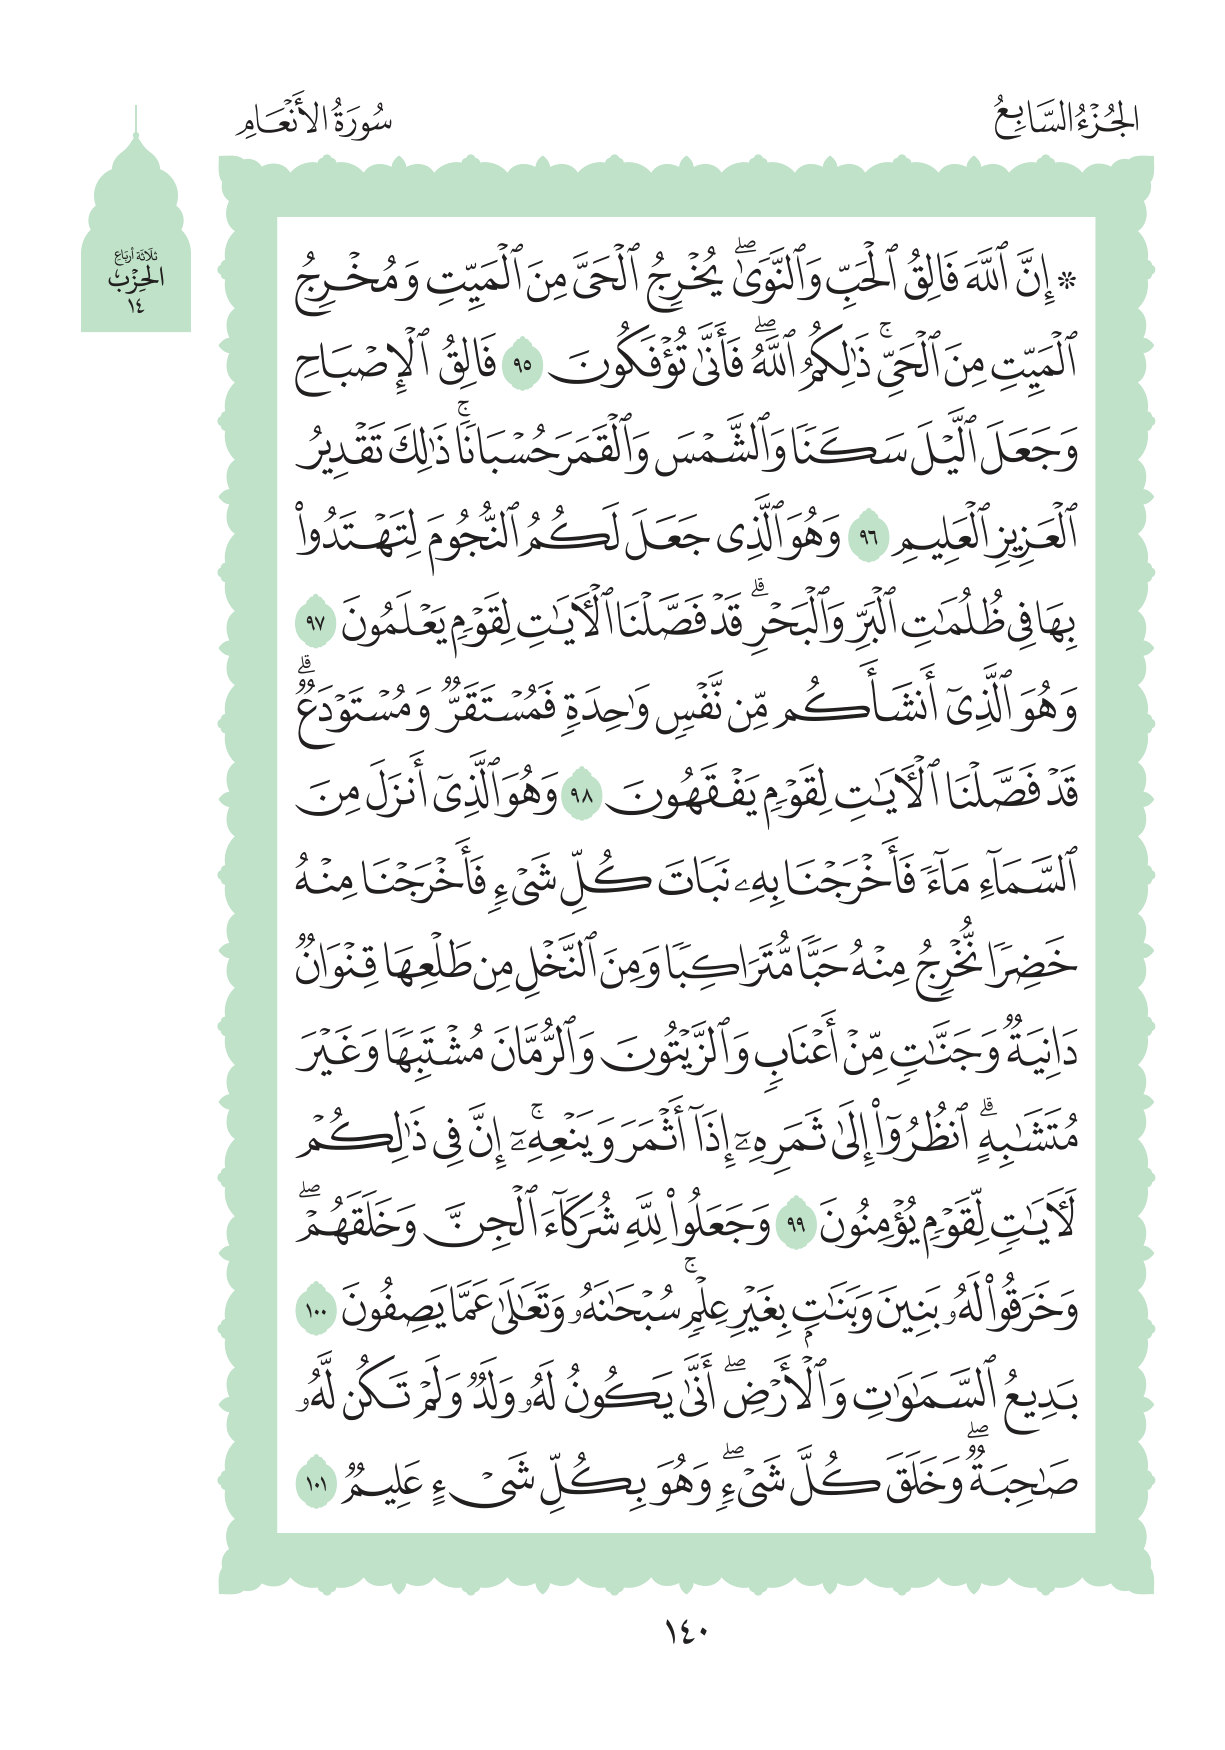 الجُزْءُ السَّابِعُ
سُورَةُ الأَنْعَامِ
ثلاثة أرباع
الحِزْب
١٤
۞ إِنَّ ٱللَّهَ فَالِقُ ٱلْحَبِّ وَٱلنَّوَىٰۖ يُخْرِجُ ٱلْحَىَّ مِنَ ٱلْمَيِّتِ وَمُخْرِجُ
ٱلْمَيِّتِ مِنَ ٱلْحَىِّۚ ذَٰلِكُمُ ٱللَّهُۖ فَأَنَّىٰ تُؤْفَكُونَ ٩٥ فَالِقُ ٱلْإِصْبَاحِ
وَجَعَلَ ٱلَّيْلَ سَكَنًا وَٱلشَّمْسَ وَٱلْقَمَرَ حُسْبَانًاۚ ذَٰلِكَ تَقْدِيرُ
ٱلْعَزِيزِ ٱلْعَلِيمِ ٩٦ وَهُوَ ٱلَّذِى جَعَلَ لَكُمُ ٱلنُّجُومَ لِتَهْتَدُوا۟
بِهَا فِى ظُلُمَٰتِ ٱلْبَرِّ وَٱلْبَحْرِۗ قَدْ فَصَّلْنَا ٱلْءَايَٰتِ لِقَوْمٍ يَعْلَمُونَ ٩٧
وَهُوَ ٱلَّذِىٓ أَنشَأَكُم مِّن نَّفْسٍ وَٰحِدَةٍ فَمُسْتَقَرٌّ وَمُسْتَوْدَعٌۗ
قَدْ فَصَّلْنَا ٱلْءَايَٰتِ لِقَوْمٍ يَفْقَهُونَ ٩٨ وَهُوَ ٱلَّذِىٓ أَنزَلَ مِنَ
ٱلسَّمَآءِ مَآءً فَأَخْرَجْنَا بِهِۦ نَبَاتَ كُلِّ شَىْءٍ فَأَخْرَجْنَا مِنْهُ
خَضِرًا نُّخْرِجُ مِنْهُ حَبًّا مُّتَرَاكِبًا وَمِنَ ٱلنَّخْلِ مِن طَلْعِهَا قِنْوَانٌ
دَانِيَةٌ وَجَنَّٰتٍ مِّنْ أَعْنَابٍ وَٱلزَّيْتُونَ وَٱلرُّمَّانَ مُشْتَبِهًا وَغَيْرَ
مُتَشَٰبِهٍۗ ٱنظُرُوٓا۟ إِلَىٰ ثَمَرِهِۦٓ إِذَآ أَثْمَرَ وَيَنْعِهِۦٓۚ إِنَّ فِى ذَٰلِكُمْ
لَءَايَٰتٍ لِّقَوْمٍ يُؤْمِنُونَ ٩٩ وَجَعَلُوا۟ لِلَّهِ شُرَكَآءَ ٱلْجِنَّ وَخَلَقَهُمْۖ
وَخَرَقُوا۟ لَهُۥ بَنِينَ وَبَنَٰتٍۭ بِغَيْرِ عِلْمٍۚ سُبْحَٰنَهُۥ وَتَعَٰلَىٰ عَمَّا يَصِفُونَ ١٠٠
بَدِيعُ ٱلسَّمَٰوَٰتِ وَٱلْأَرْضِۖ أَنَّىٰ يَكُونُ لَهُۥ وَلَدٌ وَلَمْ تَكُن لَّهُۥ
صَٰحِبَةٌۖ وَخَلَقَ كُلَّ شَىْءٍۖ وَهُوَ بِكُلِّ شَىْءٍ عَلِيمٌ ١٠١
١٤٠